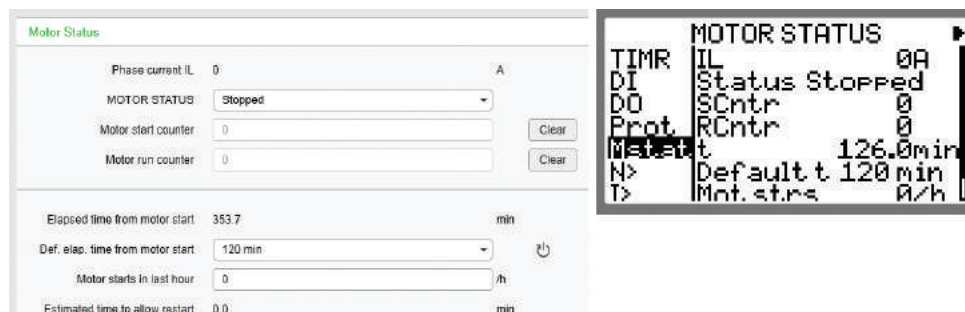 Motor Status
Phase current IL 0 A
MOTOR STATUS Stopped
Motor start counter 0 Clear
Motor run counter 0 Clear
Elapsed time from motor start 353.7 min
Def. elap. time from motor start 120 min
Motor starts in last hour 0 /h
Estimated time to allow restart 0.0 min
MOTOR STATUS
TIMR IL 0A
DI Status Stopped
DO SCntr 0
Prot RCntr 0
Mstat t 126.0min
N> Default t 120 min
T> Mot.strs 0/h